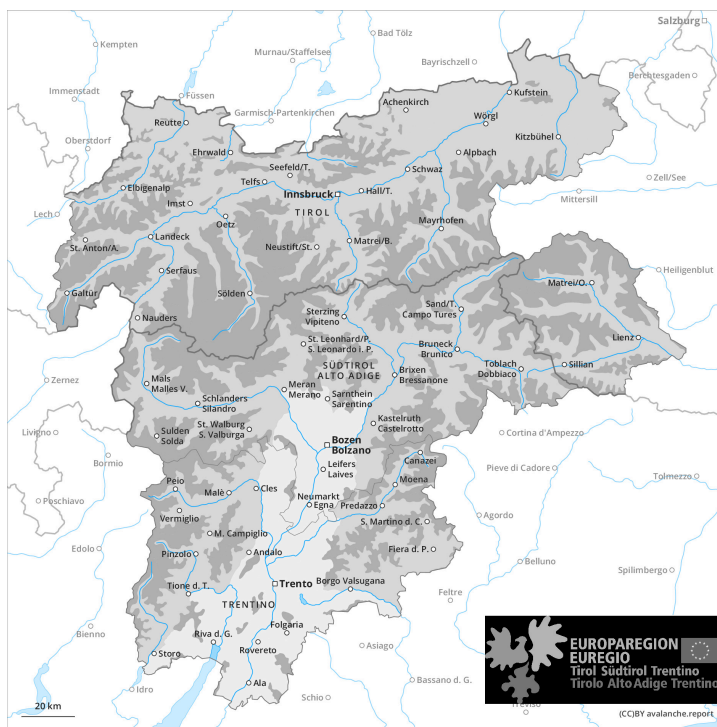 Salzburg
Kempten
Bad Tölz
Murnau/Staffelsee
Bayrischzell
Berchtesgaden
Immenstadt
Füssen
Achenkirch
Kufstein
Garmisch-Partenkirchen
Reutte
Wörgl
Oberstdorf
Kitzbühel
Ehrwald
Alpbach
Seefeld/T.
Schwaz
Zell/See
Telfs
Elbigenalp
Innsbruck
Hall/T.
Mittersill
Imst
TIROL
Lech
Oetz
Mayrhofen
St. Anton/A.
Landeck
Neustift/St.
Matrei/B.
Serfaus
Heiligenblut
Galtür
Sölden
Matrei/O.
Nauders
Sterzing
Vipiteno
Sand/T.
Campo Tures
Lienz
St. Leonhard/P.
S. Leonardo i. P.
Bruneck
Brunico
Toblach
Dobbiaco
Sillian
SÜDTIROL
ALTO ADIGE
Brixen
Bressanone
Zernez
Mals
Malles V.
Meran
Merano
Sarnthein
Sarentino
Schlanders
Silandro
St. Walburg
S. Valburga
Kastelruth
Castelrotto
Livigno
Sulden
Solda
Bozen
Bolzano
Cortina d'Ampezzo
Bormio
Leifers
Laives
Canazei
Pieve di Cadore
Tolmezzo
Peio
Malè
Cles
Neumarkt
Egna
Moena
Predazzo
Poschiavo
Vermiglio
S. Martino d. C.
Agordo
M. Campiglio
Edolo
Pinzolo
Andalo
Fiera d. P.
Belluno
Trento
Borgo Valsugana
Tione d. T.
Spilimbergo
Feltre
TRENTINO
Bienno
Riva d. G.
Folgaria
Rovereto
Storo
Asiago
Ala
Idro
Schio
Bassano d. G.
EUROPAREGION
EUREGIO
Tirol Südtirol Trentino
Tirolo Alto Adige Trentino
Treviso
20 km
(CC)BY avalanche.report